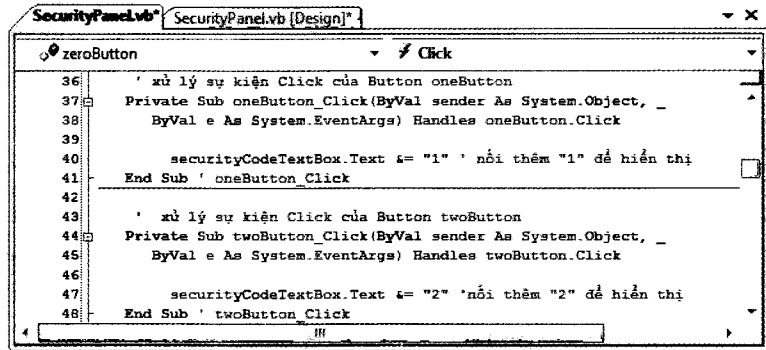 SecurityPanel.vb* SecurityPanel.vb [Design]*
zeroButton Click
36 ' xử lý sự kiện Click của Button oneButton
37 Private Sub oneButton_Click(ByVal sender As System.Object, _
38 ByVal e As System.EventArgs) Handles oneButton.Click
39
40 securityCodeTextBox.Text &= "1" ' nối thêm "1" để hiển thị
41 End Sub ' oneButton_Click
42
43 ' xử lý sự kiện Click của Button twoButton
44 Private Sub twoButton_Click(ByVal sender As System.Object, _
45 ByVal e As System.EventArgs) Handles twoButton.Click
46
47 securityCodeTextBox.Text &= "2" 'nối thêm "2" để hiển thị
48 End Sub ' twoButton_Click